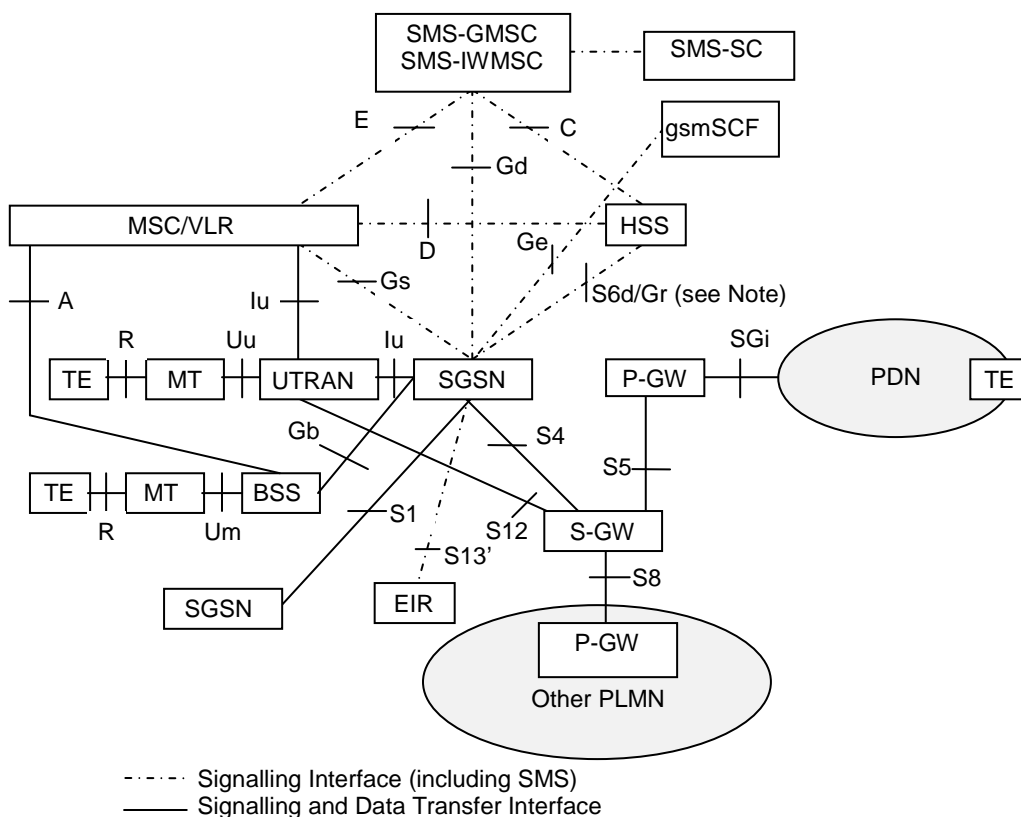 SMS-GMSC
SMS-IWMSC
SMS-SC
E
C
gsmSCF
Gd
MSC/VLR
HSS
D
Ge
Gs
S6d/Gr (see Note)
A
Iu
R
Uu
Iu
SGi
TE
MT
UTRAN
SGSN
P-GW
PDN
TE
Gb
S4
S5
TE
MT
BSS
R
Um
S1
S12
S-GW
S13’
S8
SGSN
EIR
P-GW
Other PLMN
Signalling Interface (including SMS)
Signalling and Data Transfer Interface